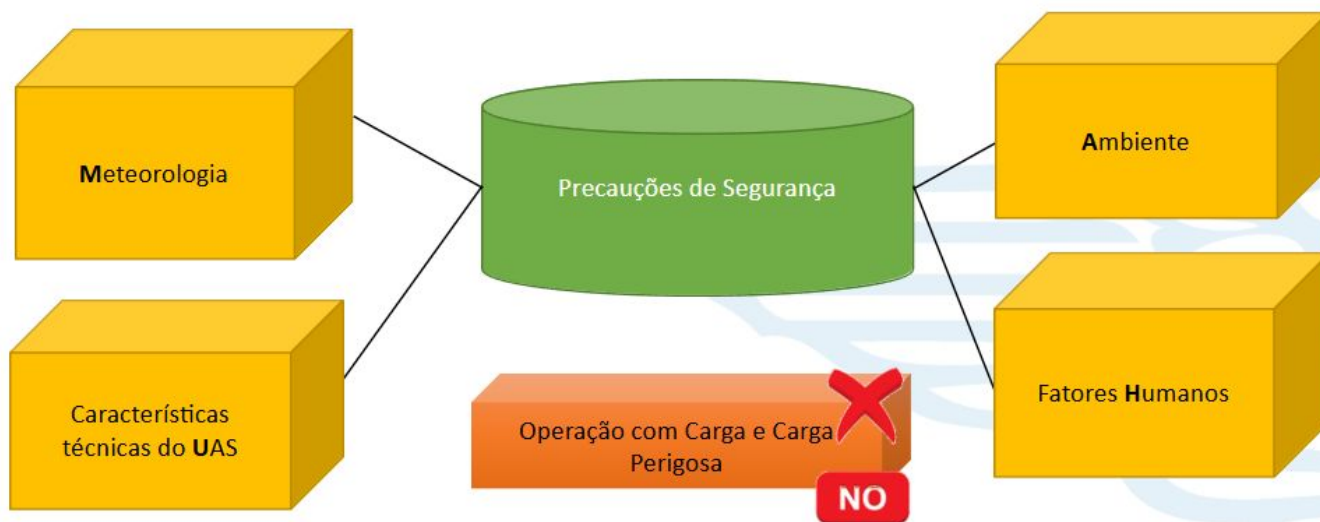 Meteorologia
Características
técnicas do UAS
Precauções de Segurança
Operação com Carga e Carga
Perigosa
NO
Ambiente
Fatores Humanos